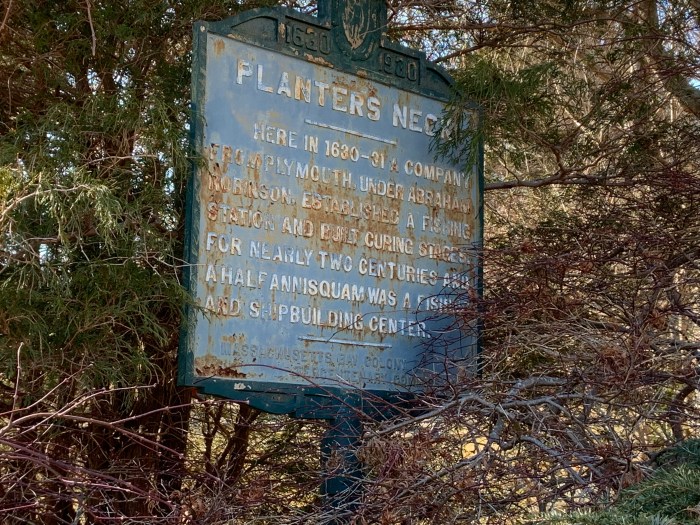 1630 1930
PLANTERS NECK
HERE IN 1630-31 A COMPANY
FROM PLYMOUTH, UNDER ABRAHAM
ROBINSON, ESTABLISHED A FISHING
STATION AND BUILT CURING STAGES.
FOR NEARLY TWO CENTURIES AND
A HALF ANNISQUAM WAS A FISHING
AND SHIPBUILDING CENTER.
MASSACHUSETTS BAY COLONY